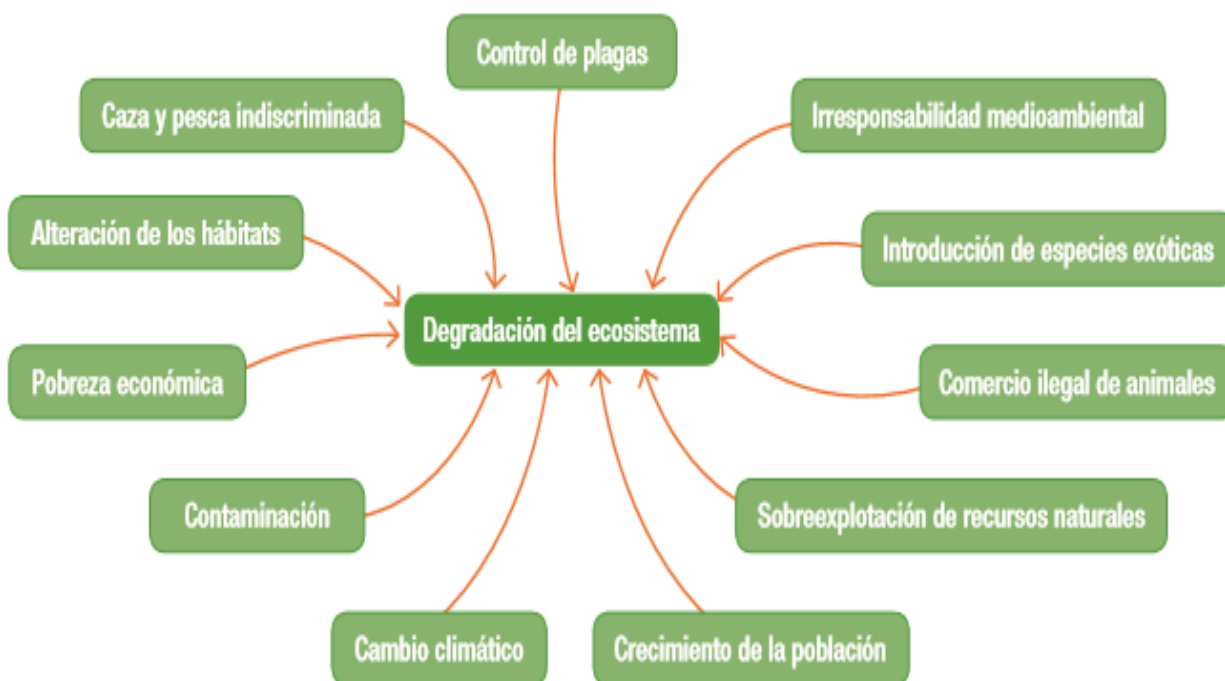 Control de plagas
Caza y pesca indiscriminada
Irresponsabilidad medioambiental
Alteración de los hábitats
Introducción de especies exóticas
Degradación del ecosistema
Pobreza económica
Comercio ilegal de animales
Contaminación
Sobreexplotación de recursos naturales
Cambio climático
Crecimiento de la población